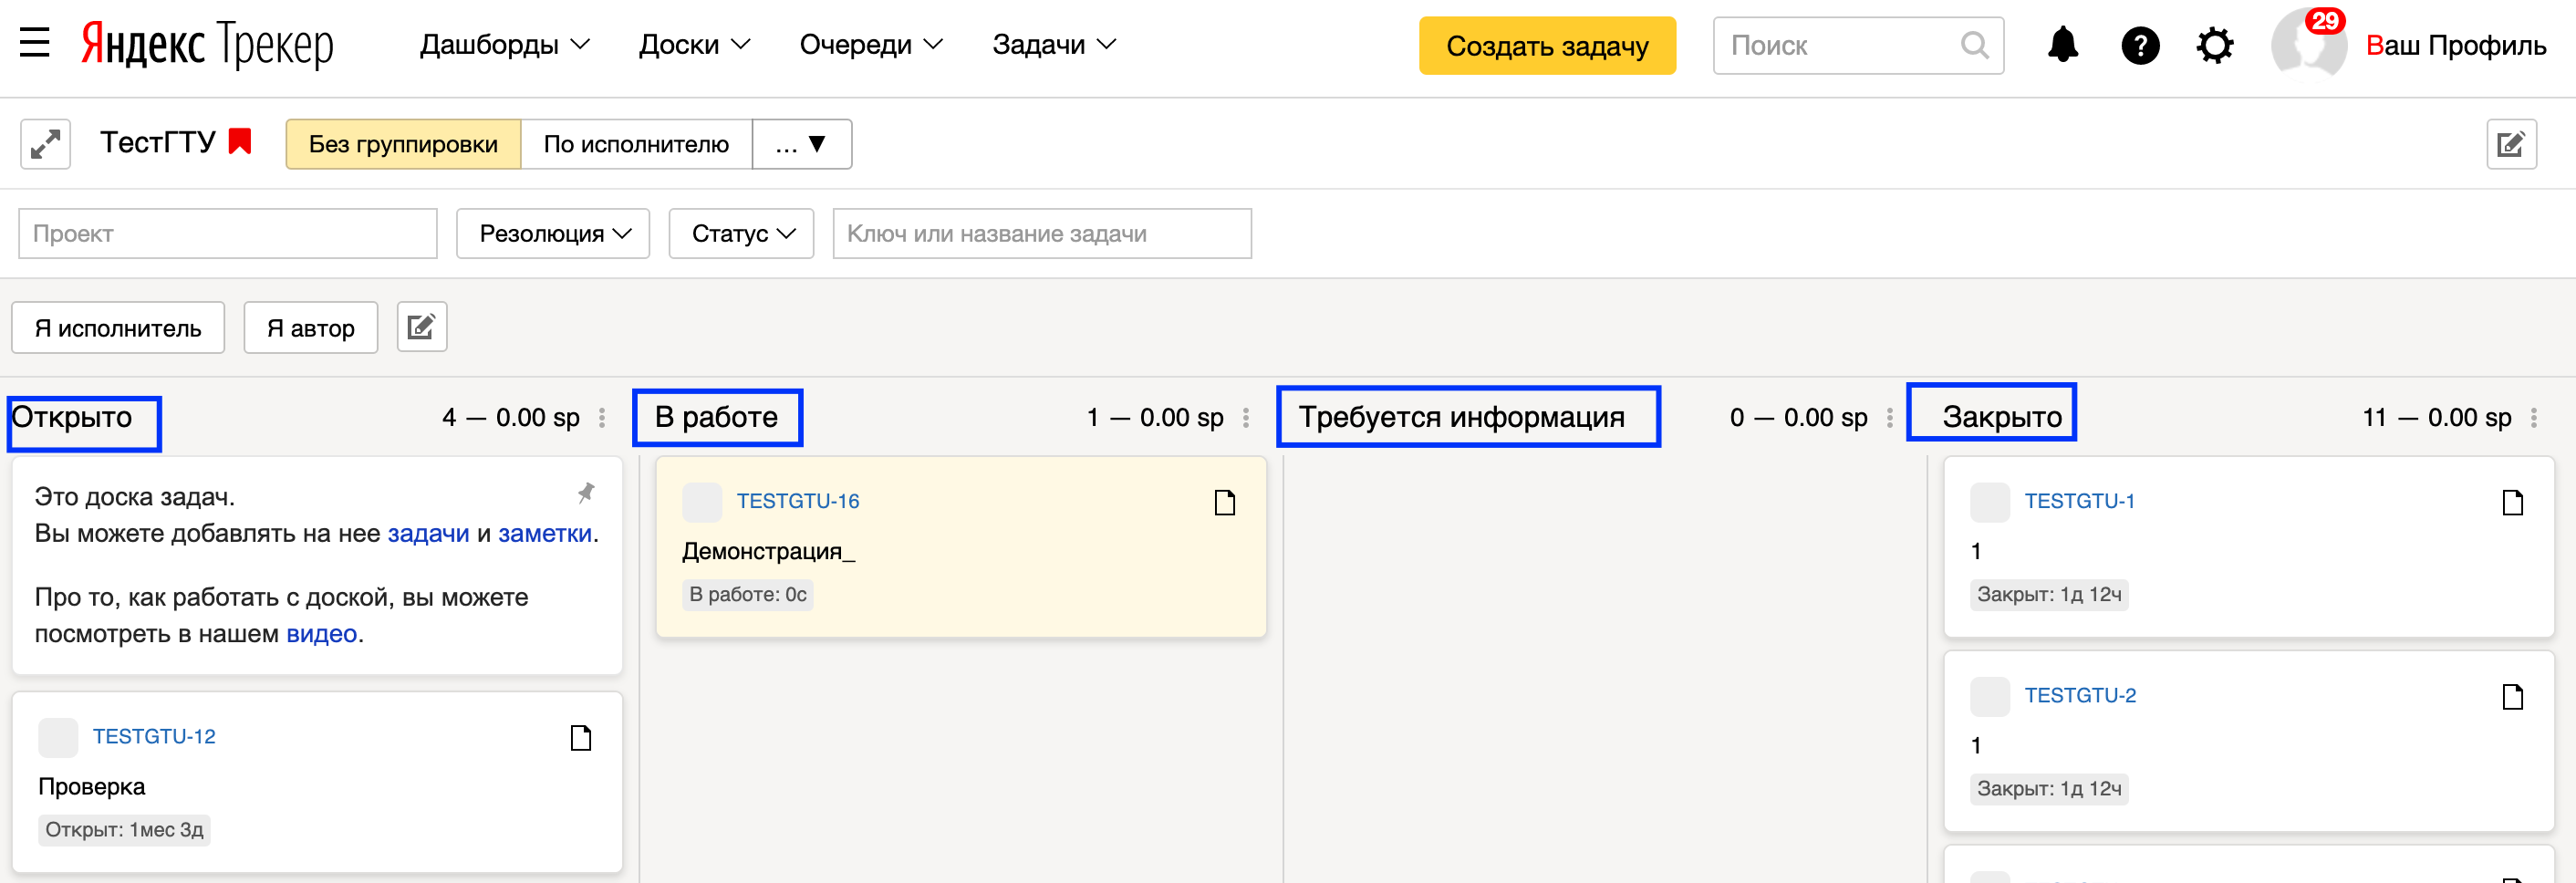 Яндекс Трекер Дашборды Доски Очереди Задачи Создать задачу Поиск ? 29 Ваш Профиль
ТестГТУ Без группировки По исполнителю ... ▼
Проект Резолюция Статус Ключ или название задачи
Я исполнитель Я автор
Открыто 4 — 0.00 sp В работе 1 — 0.00 sp Требуется информация 0 — 0.00 sp Закрыто 11 — 0.00 sp
Это доска задач.
Вы можете добавлять на нее задачи и заметки.
Про то, как работать с доской, вы можете
посмотреть в нашем видео.
TESTGTU-12
Проверка
Открыт: 1мес 3д
TESTGTU-16
Демонстрация_
В работе: 0с
TESTGTU-1
1
Закрыт: 1д 12ч
TESTGTU-2
1
Закрыт: 1д 12ч